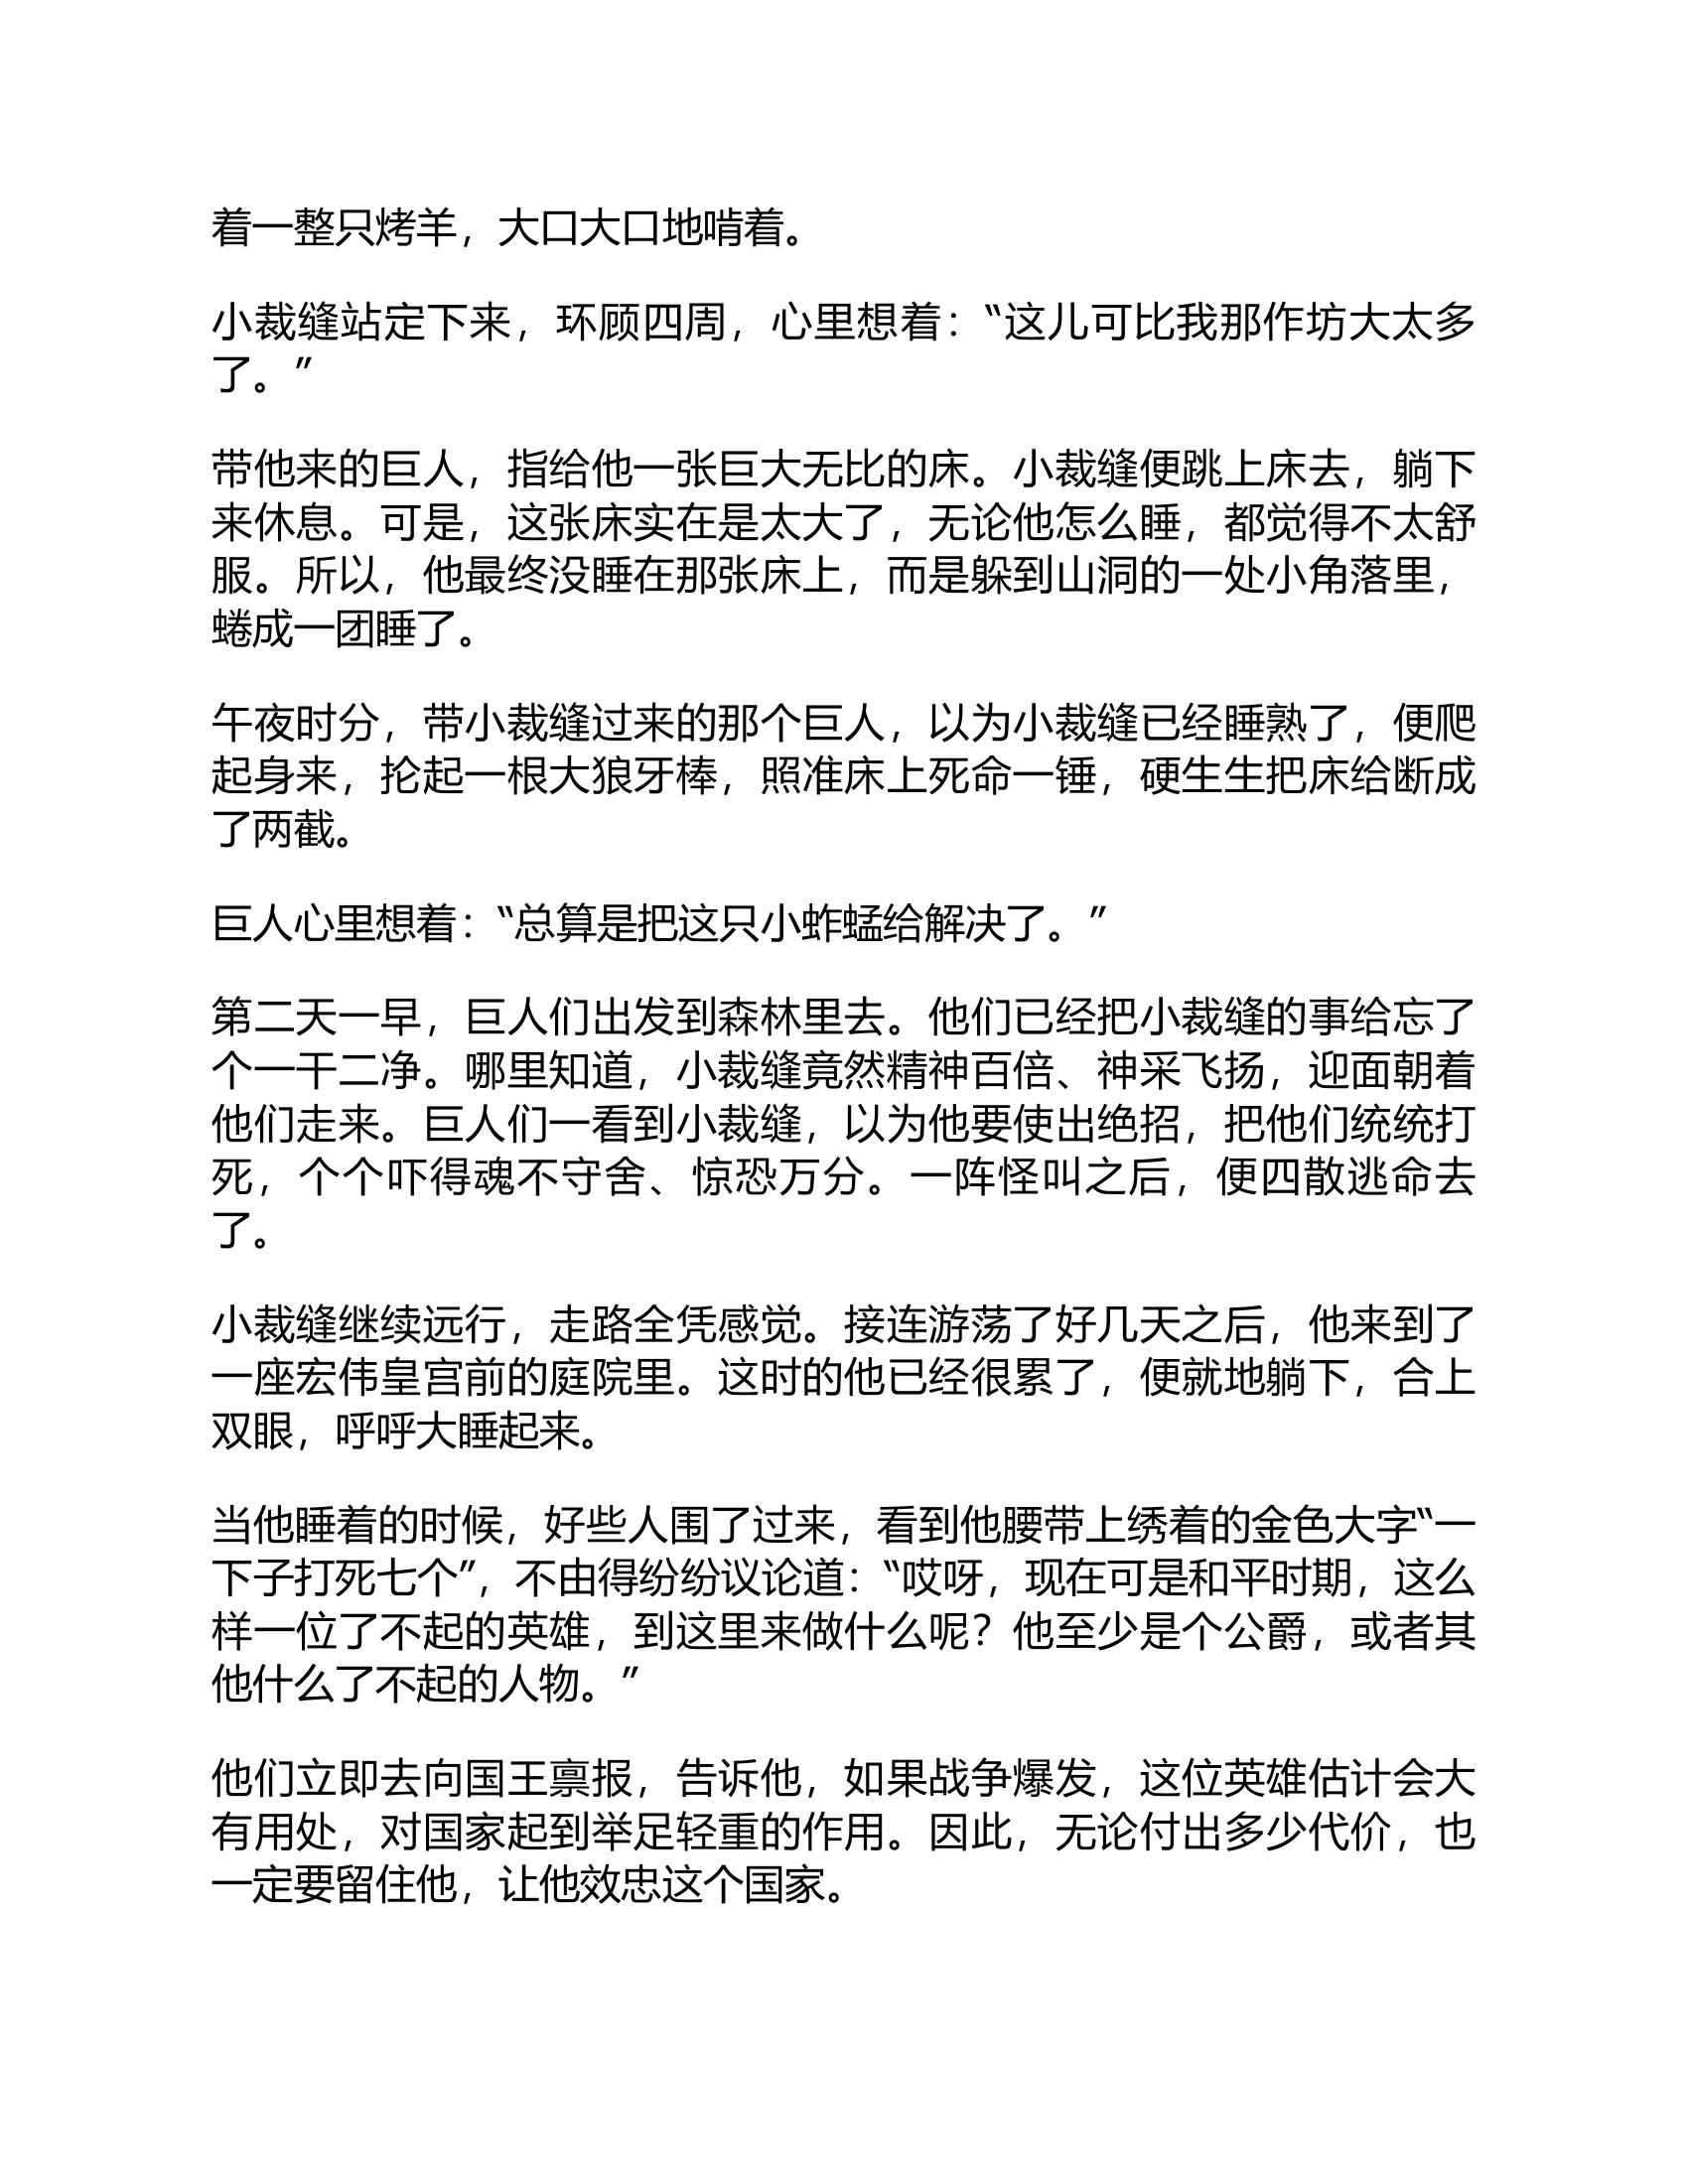 着一整只烤羊，大口大口地啃着。
小裁缝站定下来，环顾四周，心里想着：“这儿可比我那作坊大太多
了。”
带他来的巨人，指给他一张巨大无比的床。小裁缝便跳上床去，躺下
来休息。可是，这张床实在是太大了，无论他怎么睡，都觉得不太舒
服。所以，他最终没睡在那张床上，而是躲到山洞的一处小角落里，
蜷成一团睡了。
午夜时分，带小裁缝过来的那个巨人，以为小裁缝已经睡熟了，便爬
起身来，抡起一根大狼牙棒，照准床上死命一锤，硬生生把床给断成
了两截。
巨人心里想着：“总算是把这只小蚱蜢给解决了。”
第二天一早，巨人们出发到森林里去。他们已经把小裁缝的事给忘了
个一干二净。哪里知道，小裁缝竟然精神百倍、神采飞扬，迎面朝着
他们走来。巨人们一看到小裁缝，以为他要使出绝招，把他们统统打
死，个个吓得魂不守舍、惊恐万分。一阵怪叫之后，便四散逃命去
了。
小裁缝继续远行，走路全凭感觉。接连游荡了好几天之后，他来到了
一座宏伟皇宫前的庭院里。这时的他已经很累了，便就地躺下，合上
双眼，呼呼大睡起来。
当他睡着的时候，好些人围了过来，看到他腰带上绣着的金色大字“一
下子打死七个”，不由得纷纷议论道：“哎呀，现在可是和平时期，这么
样一位了不起的英雄，到这里来做什么呢？他至少是个公爵，或者其
他什么了不起的人物。”
他们立即去向国王禀报，告诉他，如果战争爆发，这位英雄估计会大
有用处，对国家起到举足轻重的作用。因此，无论付出多少代价，也
一定要留住他，让他效忠这个国家。